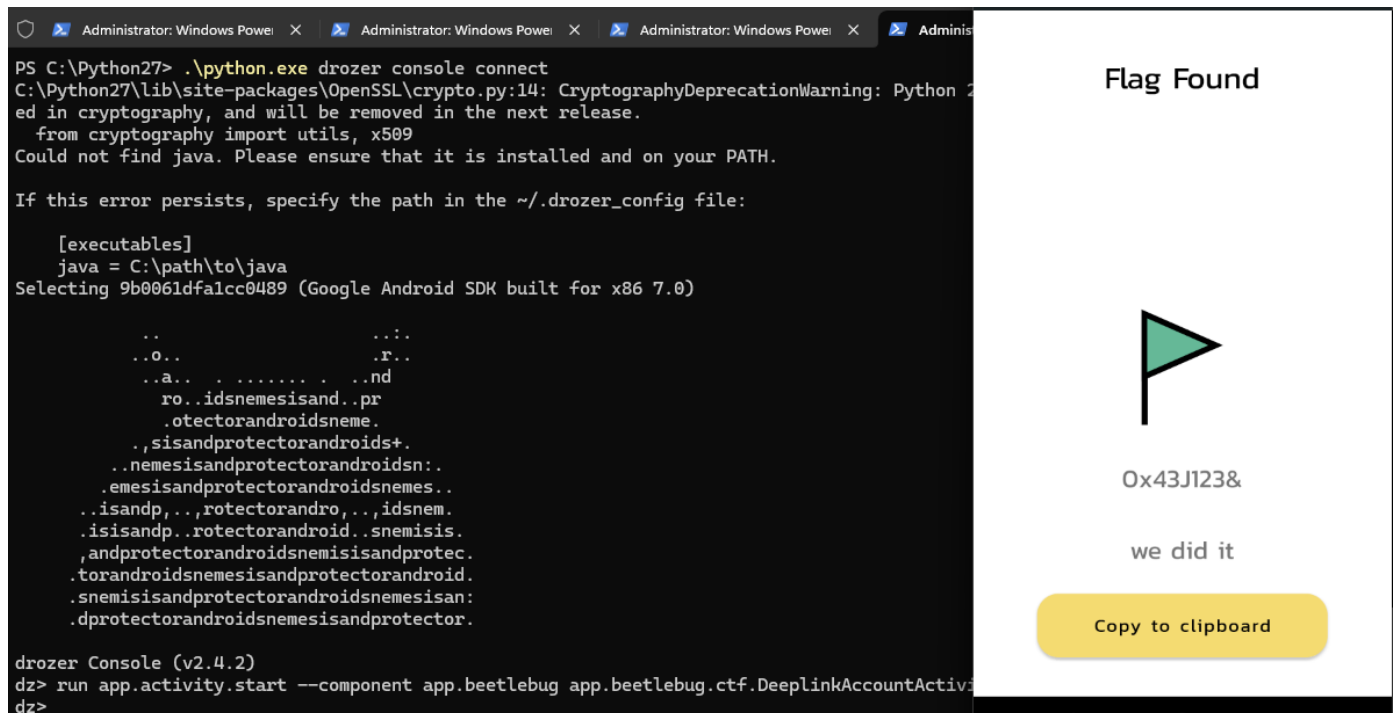 Administrator: Windows Power Administrator: Windows Power Administrator: Windows Power
PS C:\Python27> .\python.exe drozer console connect
C:\Python27\lib\site-packages\OpenSSL\crypto.py:14: CryptographyDeprecationWarning: Python 2
ed in cryptography, and will be removed in the next release.
  from cryptography import utils, x509
Could not find java. Please ensure that it is installed and on your PATH.
If this error persists, specify the path in the ~/.drozer_config file:
    [executables]
    java = C:\path\to\java
Selecting 9b0061dfa1cc0489 (Google Android SDK built for x86 7.0)
            ..                    ..:.
           ..o..                  .r..
            ..a..  . ....... .  ..nd
              ro..idsnemesisand..pr
              .otectorandroidsneme.
           .,sisandprotectorandroids+.
         ..nemesisandprotectorandroidsn:.
        .emesisandprotectorandroidsnemes..
      ..isandp,..,rotectorandro,..,idsnem.
      .isisandp..rotectorandroid..snemisis.
      ,andprotectorandroidsnemisisandprotec.
     .torandroidsnemesisandprotectorandroid.
     .snemisisandprotectorandroidsnemesisan:
     .dprotectorandroidsnemesisandprotector.
drozer Console (v2.4.2)
dz> run app.activity.start --component app.beetlebug app.beetlebug.ctf.DeeplinkAccountActivi
dz>
Flag Found
0x43J123&
we did it
Copy to clipboard